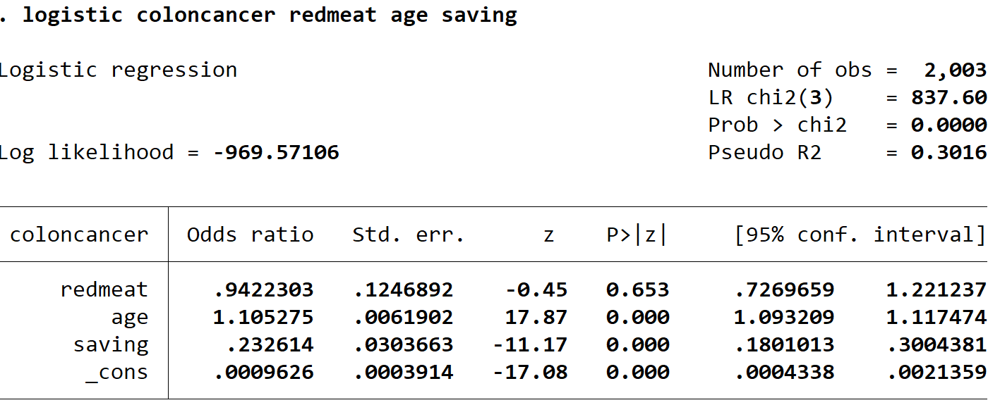 . logistic coloncancer redmeat age saving
Logistic regression Number of obs = 2,003
LR chi2(3) = 837.60
Prob > chi2 = 0.0000
Log likelihood = -969.57106 Pseudo R2 = 0.3016
coloncancer Odds ratio Std. err. z P>|z| [95% conf. interval]
redmeat .9422303 .1246892 -0.45 0.653 .7269659 1.221237
age 1.105275 .0061902 17.87 0.000 1.093209 1.117474
saving .232614 .0303663 -11.17 0.000 .1801013 .3004381
_cons .0009626 .0003914 -17.08 0.000 .0004338 .0021359